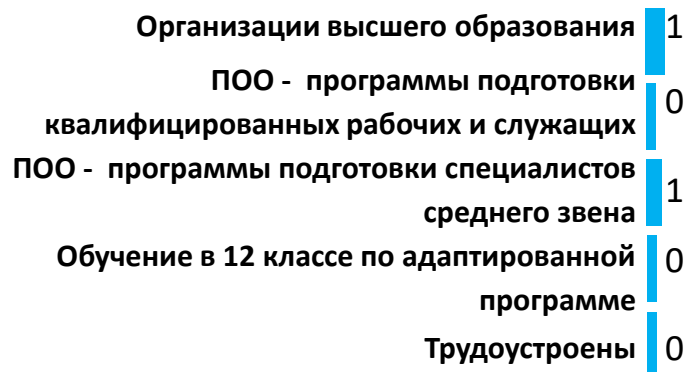 Организации высшего образования 1
ПОО - программы подготовки
квалифицированных рабочих и служащих 0
ПОО - программы подготовки специалистов
среднего звена 1
Обучение в 12 классе по адаптированной
программе 0
Трудоустроены 0